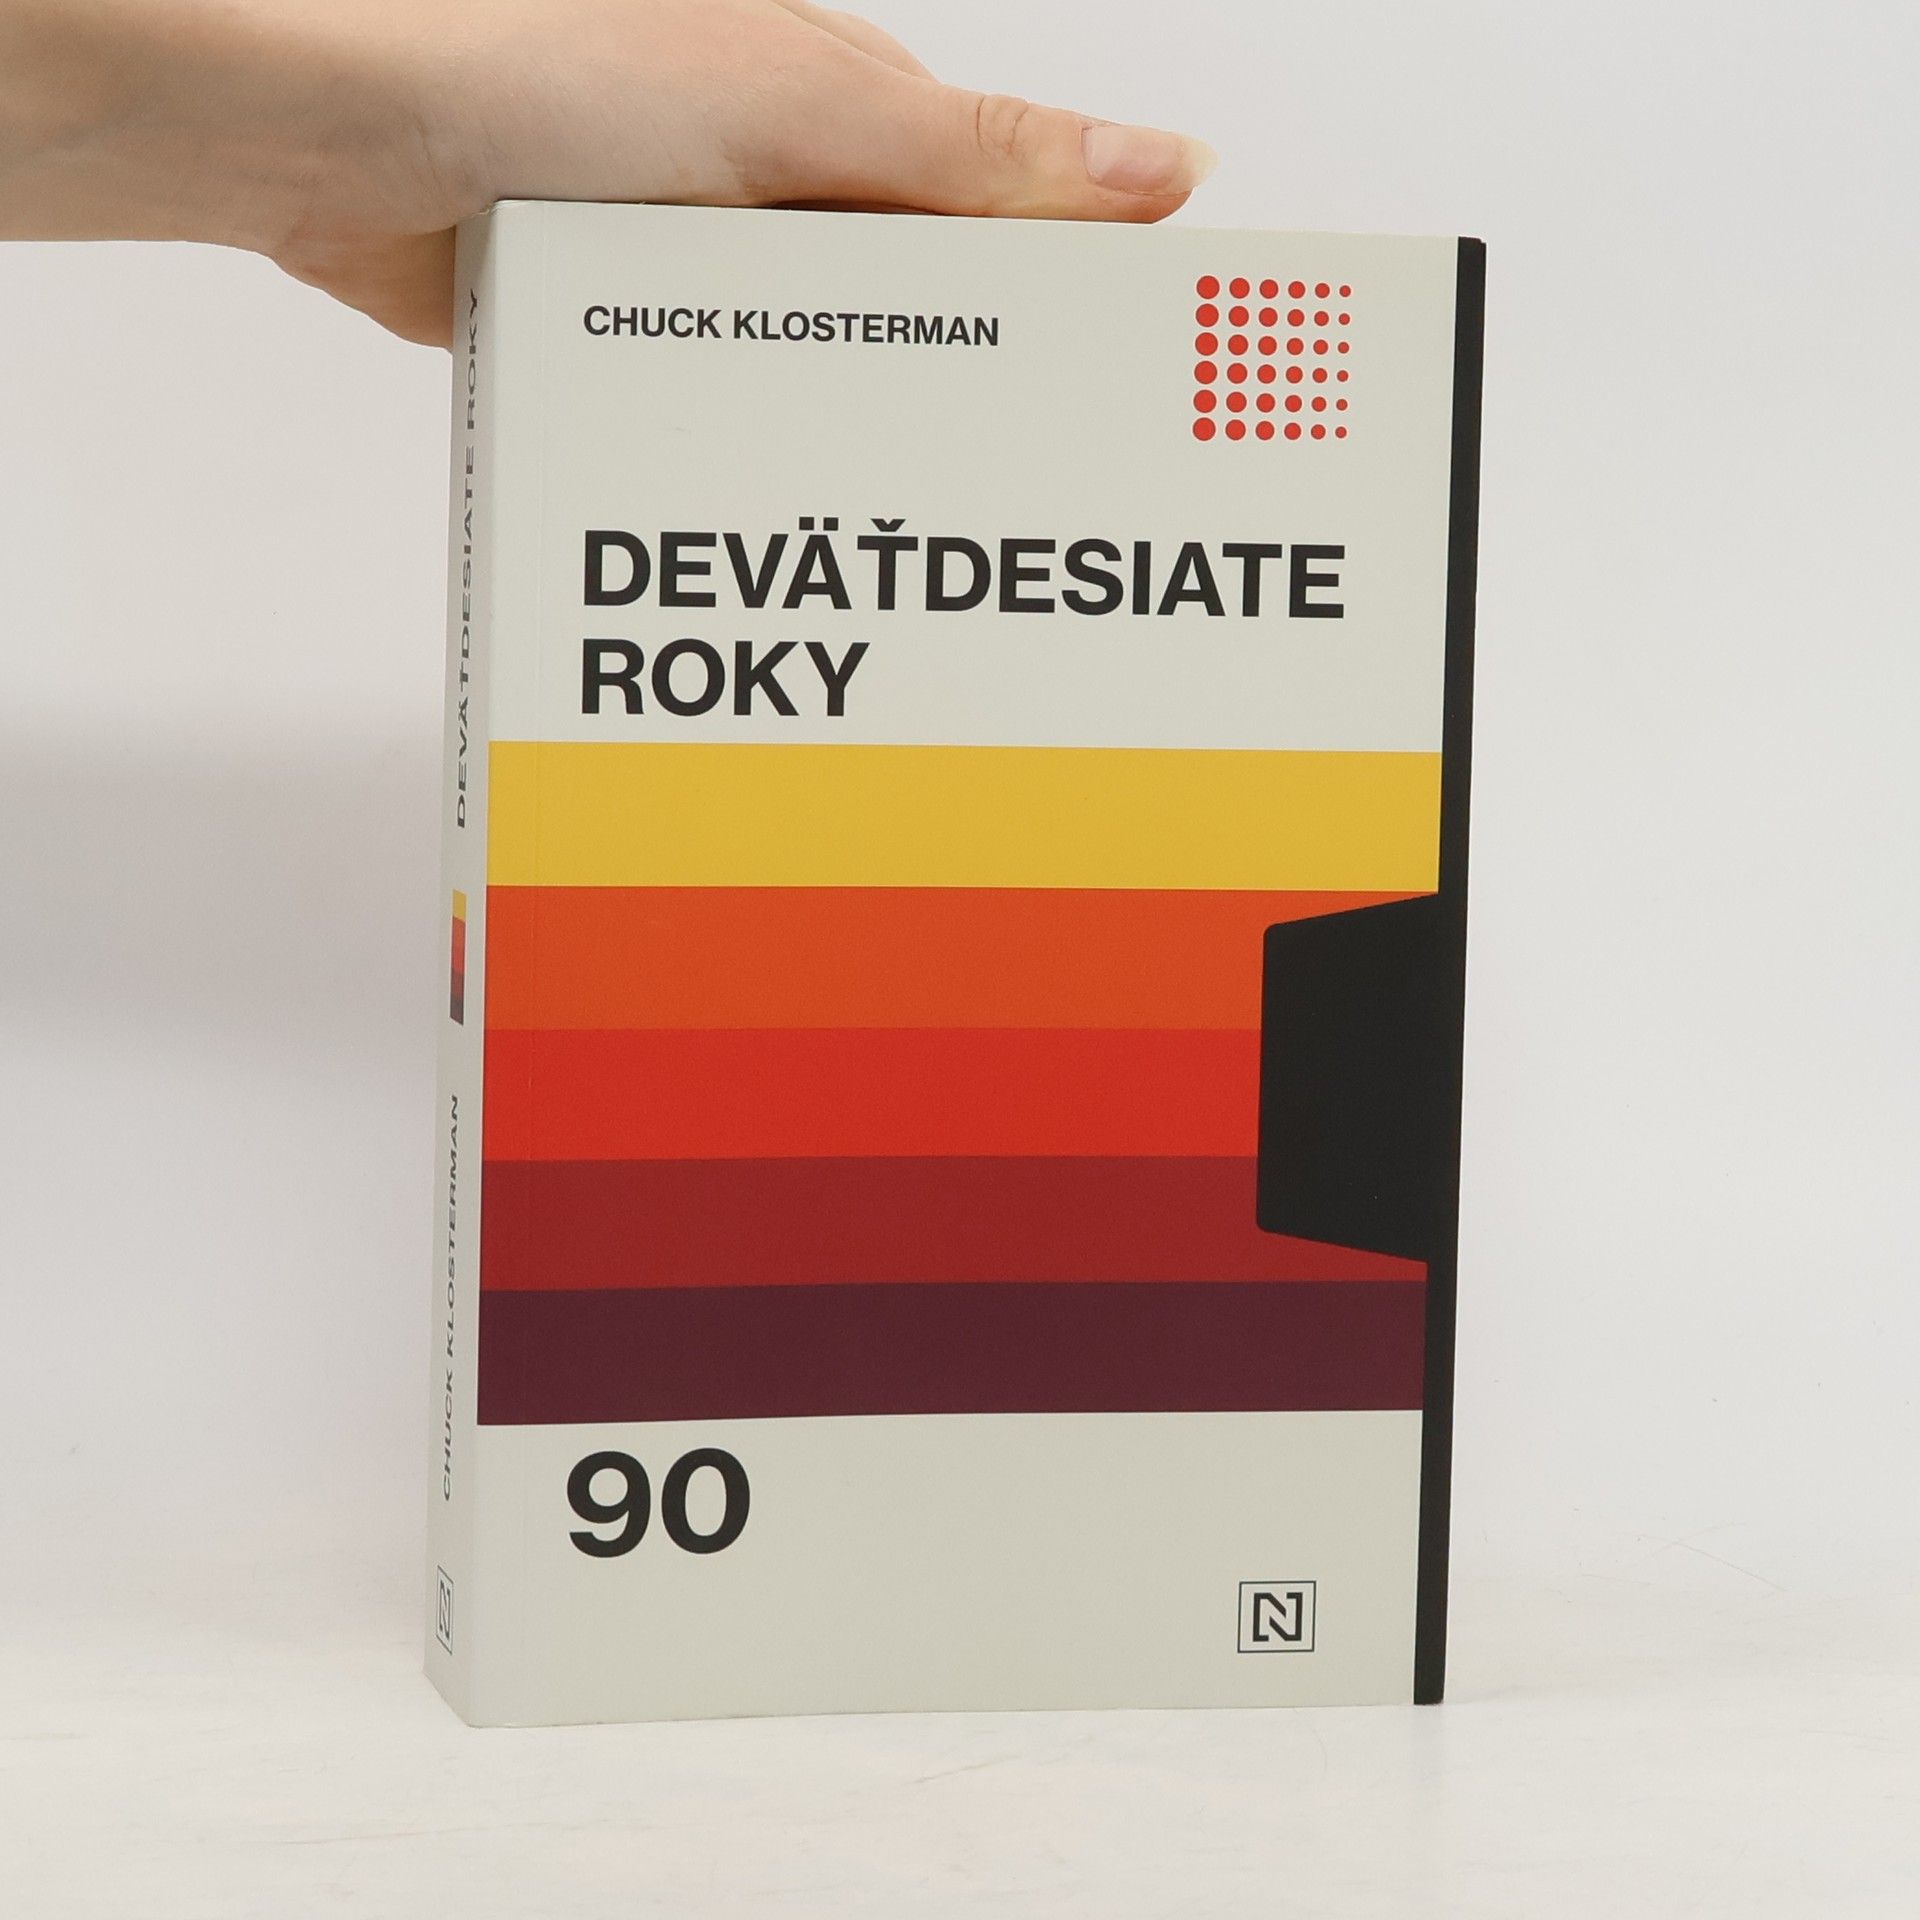 CHUCK KLOSTERMAN
DEVÄŤDESIATE
ROKY
90
N
DEVÄŤDESIATE ROKY
CHUCK KLOSTERMAN
N